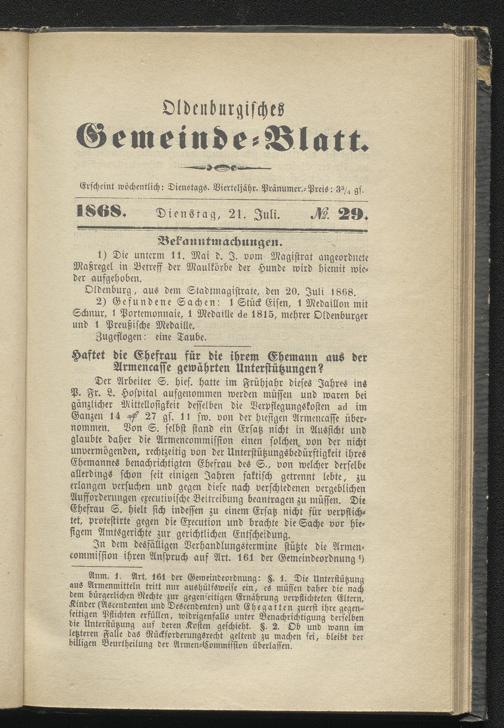 Oldenburgisches
Gemeinde-Blatt.
Erscheint wöchentlich: Dienstags. Vierteljähr. Pränumer.-Preis: 3¾ gs.
1868. Dienstag, 21. Juli. № 29.
Bekanntmachungen.
1) Die unterm 11. Mai d. J. vom Magistrat angeordnete
Maßregel in Betreff der Maulkörbe der Hunde wird hiemit wie-
der aufgehoben.
Oldenburg, aus dem Stadtmagistrate, den 20. Juli 1868.
2) Gefundene Sachen: 1 Stück Eisen, 1 Medaillon mit
Schnur, 1 Portemonnaie, 1 Medaille de 1815, mehrer Oldenburger
und 1 Preußische Medaille.
Zugeflogen: eine Taube.
Haftet die Ehefrau für die ihrem Ehemann aus der
Armencasse gewährten Unterstützungen?
Der Arbeiter S. hies. hatte im Frühjahr dieses Jahres ins
P. Fr. L. Hospital aufgenommen werden müssen und waren bei
gänzlicher Mittellosigkeit desselben die Verpflegungskosten ad im
Ganzen 14 ₰ 27 gs. 11 sw. von der hiesigen Armencasse über-
nommen. Von S. selbst stand ein Ersatz nicht in Aussicht und
glaubte daher die Armencommission einen solchen von der nicht
unvermögenden, rechtzeitig von der Unterstützungsbedürftigkeit ihres
Ehemannes benachrichtigten Ehefrau des S., von welcher derselbe
allerdings schon seit einigen Jahren faktisch getrennt lebte, zu
erlangen versuchen und gegen diese nach verschiedenen vergeblichen
Aufforderungen executivische Beitreibung beantragen zu müssen. Die
Ehefrau S. hielt sich indessen zu einem Ersatz nicht für verpflich-
tet, protestirte gegen die Execution und brachte die Sache vor hie-
sigem Amtsgerichte zur gerichtlichen Entscheidung.
In dem desfälligen Verhandlungstermine stützte die Armen-
commission ihren Anspruch auf Art. 161 der Gemeindeordnung ¹)
Anm. 1. Art. 161 der Gemeindeordnung: §. 1. Die Unterstützung
aus Armenmitteln tritt nur aushülfsweise ein, es müssen daher die nach
dem bürgerlichen Rechte zur gegenseitigen Ernährung verpflichteten Eltern,
Kinder (Ascendenten und Descendenten) und Ehegatten zuerst ihre gegen-
seitigen Pflichten erfüllen, widrigenfalls unter Benachrichtigung derselben
die Unterstützung auf deren Kosten geschieht. §. 2. Ob und wann im
letzteren Falle das Rückforderungsrecht geltend zu machen sei, bleibt der
billigen Beurtheilung der Armen-Commission überlassen.